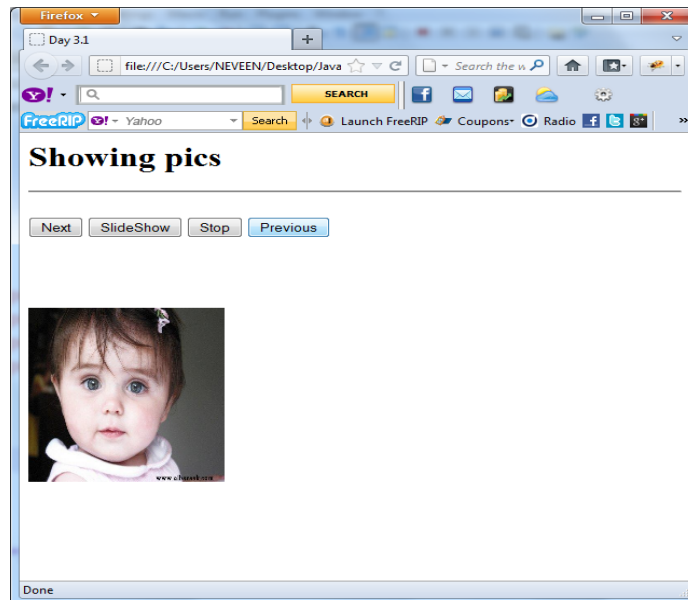 Firefox
Day 3.1
file:///C:/Users/NEVEEN/Desktop/Java
Search the w
SEARCH
FreeRIP
Yahoo
Search
Launch FreeRIP
Coupons
Radio
Showing pics
Next
SlideShow
Stop
Previous
Done